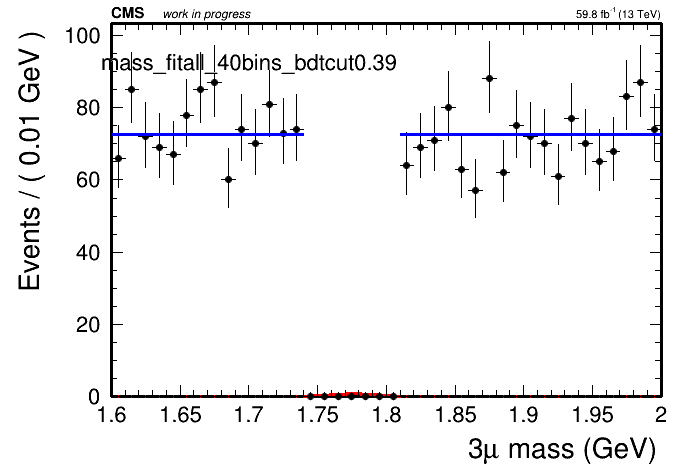 CMS work in progress 59.8 fb⁻¹ (13 TeV)
mass_fitall_40bins_bdtcut0.39
Events / ( 0.01 GeV )
100
80
60
40
20
0
1.6 1.65 1.7 1.75 1.8 1.85 1.9 1.95 2
3μ mass (GeV)